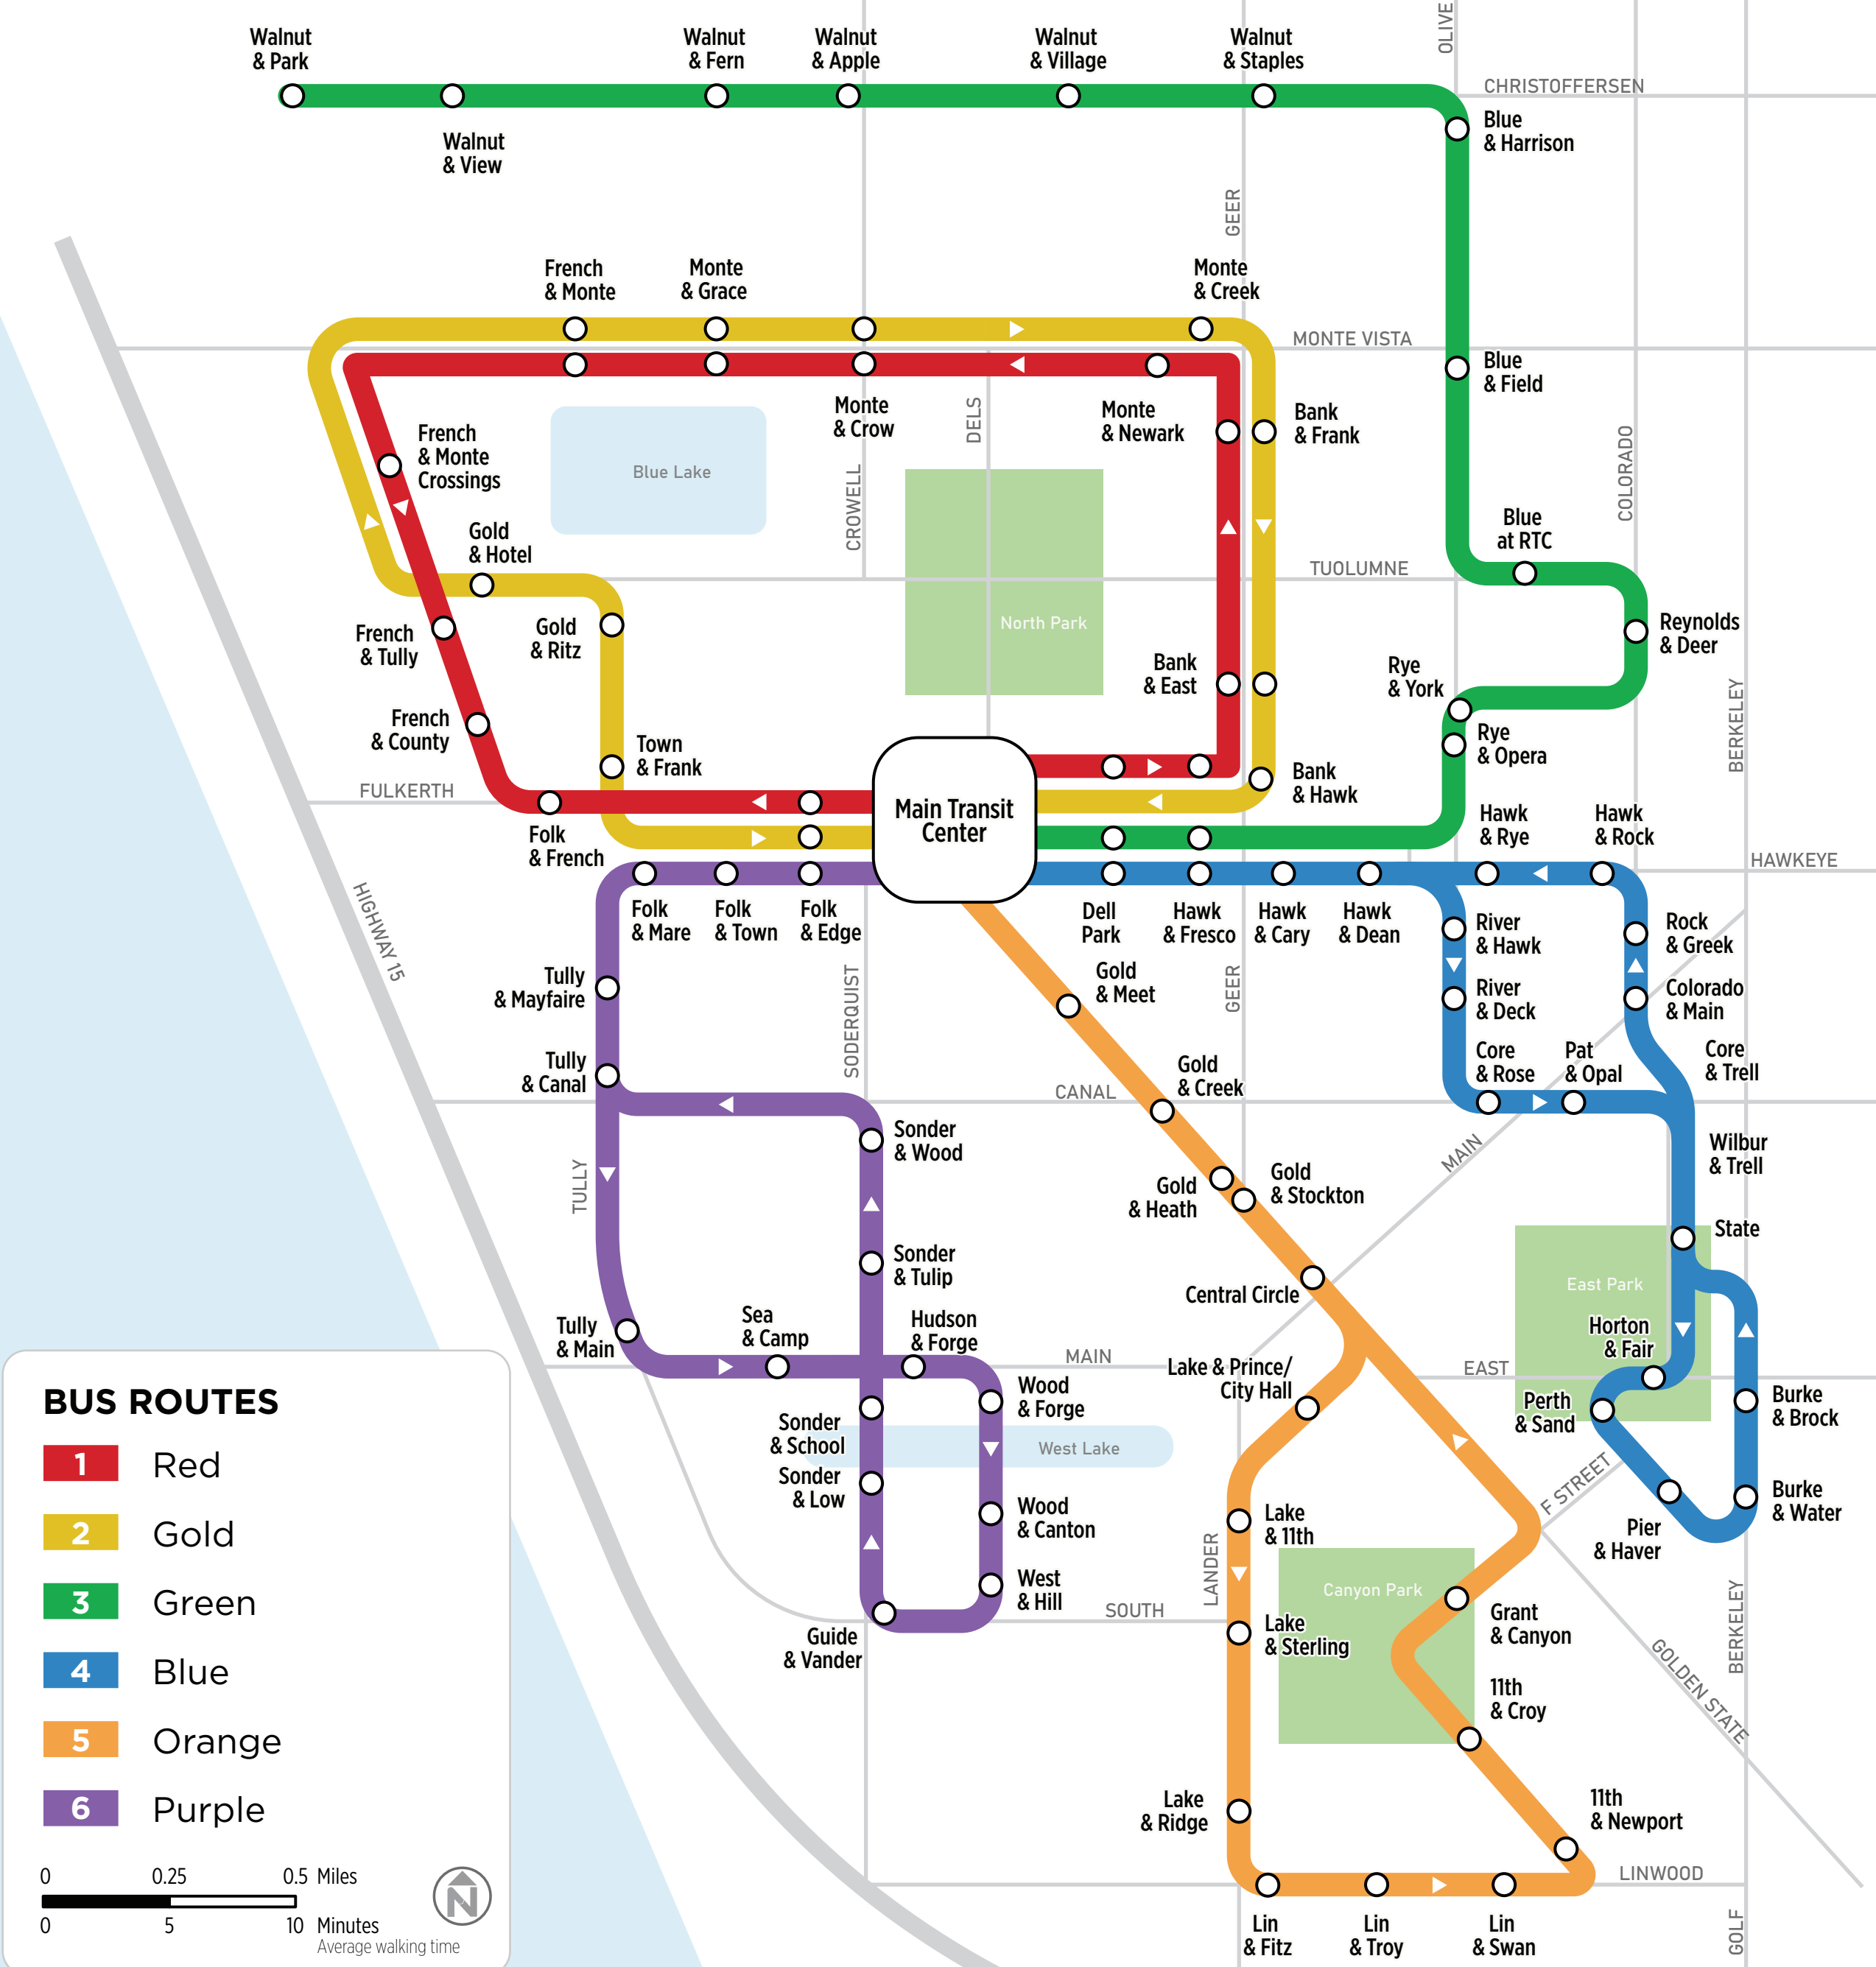 Walnut
& Park
Walnut
& Fern
Walnut
& Apple
Walnut
& Village
Walnut
& Staples
OLIVE
CHRISTOFFERSEN
Walnut
& View
Blue
& Harrison
GEER
French
& Monte
Monte
& Grace
Monte
& Creek
MONTE VISTA
Blue
& Field
Monte
& Crow
DELS
Monte
& Newark
Bank
& Frank
French
& Monte
Crossings
Blue Lake
CROWELL
COLORADO
Gold
& Hotel
Blue
at RTC
TUOLUMNE
French
& Tully
Gold
& Ritz
North Park
Reynolds
& Deer
Bank
& East
Rye
& York
BERKELEY
French
& County
Town
& Frank
Rye
& Opera
FULKERTH
Main Transit
Center
Bank
& Hawk
Folk
& French
Hawk
& Rye
Hawk
& Rock
HAWKEYE
HIGHWAY 15
Folk
& Mare
Folk
& Town
Folk
& Edge
Dell
Park
Hawk
& Fresco
Hawk
& Cary
Hawk
& Dean
River
& Hawk
Rock
& Greek
Tully
& Mayfaire
SODERQUIST
Gold
& Meet
GEER
River
& Deck
Colorado
& Main
Tully
& Canal
Gold
& Creek
CANAL
Core
& Rose
Pat
& Opal
Core
& Trell
Sonder
& Wood
MAIN
Wilbur
& Trell
TULLY
Gold
& Heath
Gold
& Stockton
State
Sonder
& Tulip
Central Circle
East Park
Tully
& Main
Sea
& Camp
Hudson
& Forge
MAIN
Horton
& Fair
Lake & Prince/
City Hall
EAST
Wood
& Forge
Perth
& Sand
Burke
& Brock
Sonder
& School
West Lake
F STREET
Sonder
& Low
Wood
& Canton
Lake
& 11th
Pier
& Haver
Burke
& Water
LANDER
West
& Hill
Canyon Park
SOUTH
BERKELEY
Guide
& Vander
Lake
& Sterling
Grant
& Canyon
GOLDEN STATE
11th
& Croy
Lake
& Ridge
11th
& Newport
LINWOOD
Lin
& Fitz
Lin
& Troy
Lin
& Swan
GOLF
BUS ROUTES
1 Red
2 Gold
3 Green
4 Blue
5 Orange
6 Purple
0 0.25 0.5 Miles
0 5 10 Minutes
Average walking time
N